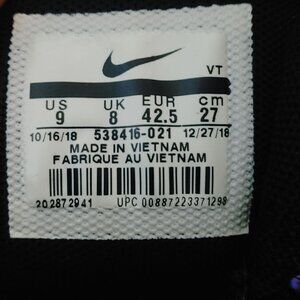 VT
US UK EUR cm
9 8 42.5 27
10/16/18 538416-021 12/27/18
MADE IN VIETNAM
FABRIQUE AU VIETNAM
202872941 UPC 00887223371298